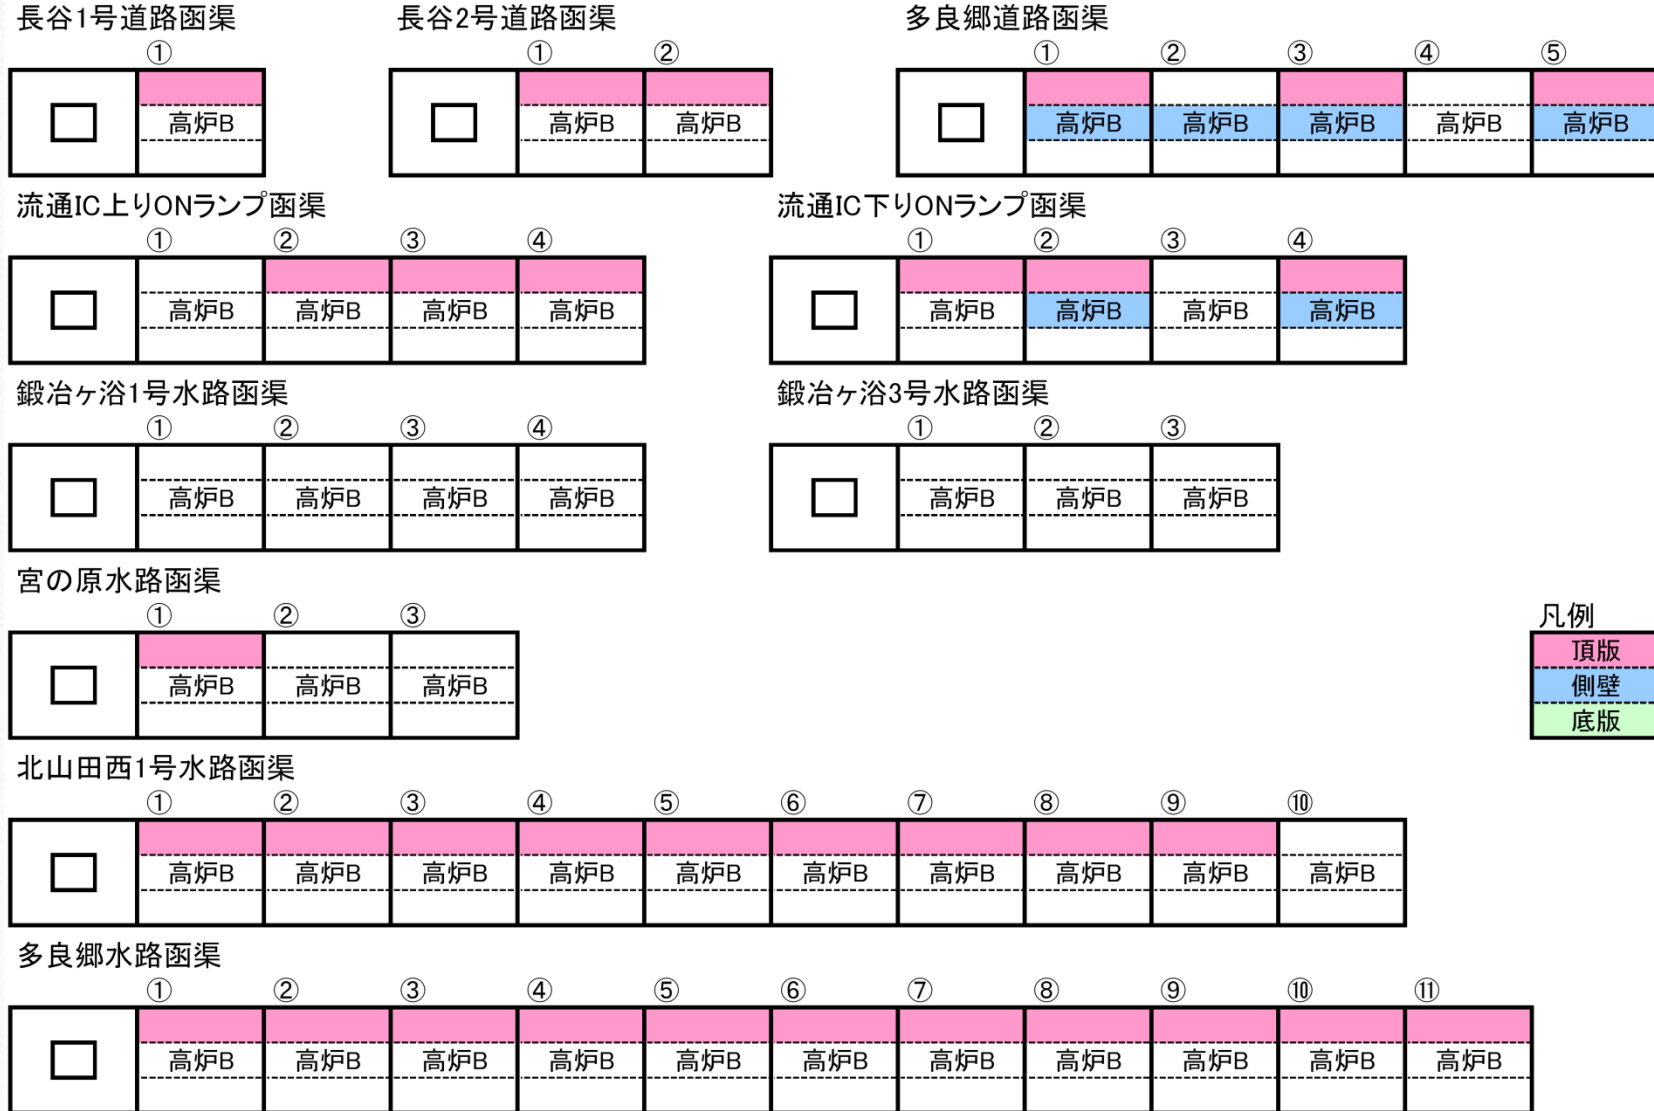 長谷1号道路函渠 長谷2号道路函渠 多良郷道路函渠
① ① ② ① ② ③ ④ ⑤
高炉B 高炉B 高炉B 高炉B 高炉B 高炉B 高炉B 高炉B
流通IC上りONランプ函渠 流通IC下りONランプ函渠
① ② ③ ④ ① ② ③ ④
高炉B 高炉B 高炉B 高炉B 高炉B 高炉B 高炉B 高炉B
鍛冶ヶ浴1号水路函渠 鍛冶ヶ浴3号水路函渠
① ② ③ ④ ① ② ③
高炉B 高炉B 高炉B 高炉B 高炉B 高炉B 高炉B
宮の原水路函渠
① ② ③
高炉B 高炉B 高炉B
凡例
頂版
側壁
底版
北山田西1号水路函渠
① ② ③ ④ ⑤ ⑥ ⑦ ⑧ ⑨ ⑩
高炉B 高炉B 高炉B 高炉B 高炉B 高炉B 高炉B 高炉B 高炉B 高炉B
多良郷水路函渠
① ② ③ ④ ⑤ ⑥ ⑦ ⑧ ⑨ ⑩ ⑪
高炉B 高炉B 高炉B 高炉B 高炉B 高炉B 高炉B 高炉B 高炉B 高炉B 高炉B